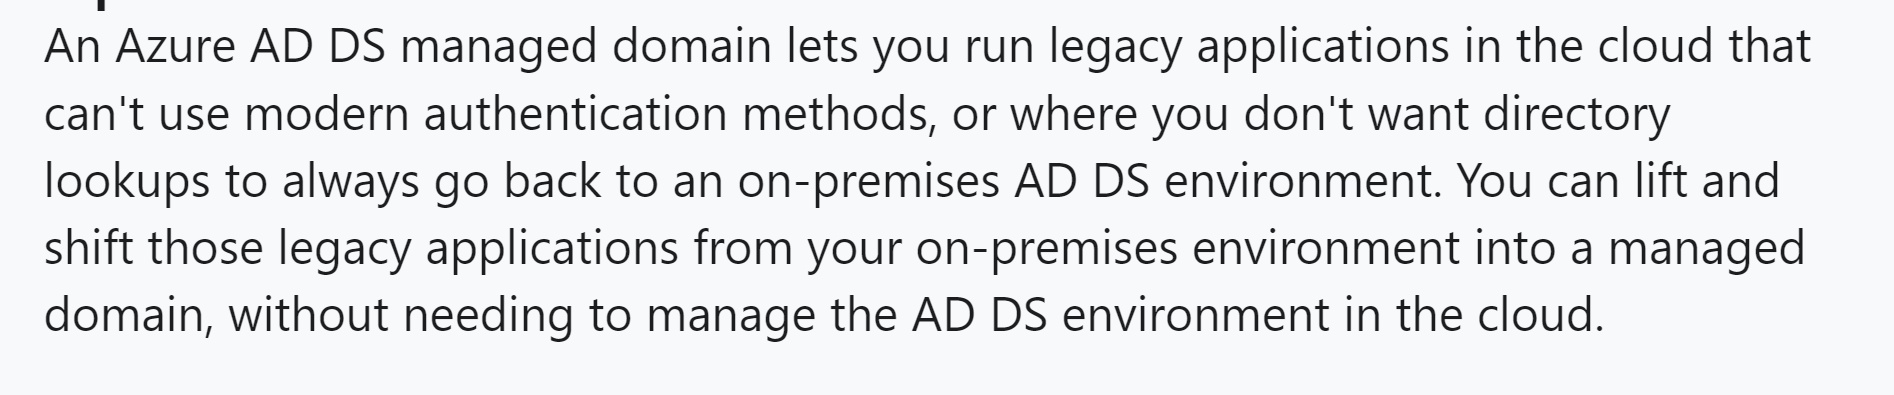 An Azure AD DS managed domain lets you run legacy applications in the cloud that
can't use modern authentication methods, or where you don't want directory
lookups to always go back to an on-premises AD DS environment. You can lift and
shift those legacy applications from your on-premises environment into a managed
domain, without needing to manage the AD DS environment in the cloud.